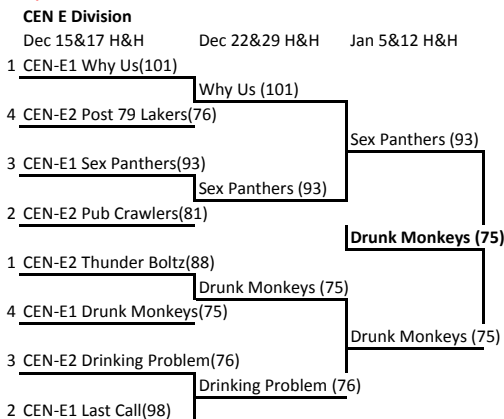 CEN E Division
Dec 15&17 H&H Dec 22&29 H&H Jan 5&12 H&H
1 CEN-E1 Why Us(101)
Why Us (101)
4 CEN-E2 Post 79 Lakers(76)
Sex Panthers (93)
3 CEN-E1 Sex Panthers(93)
Sex Panthers (93)
2 CEN-E2 Pub Crawlers(81)
Drunk Monkeys (75)
1 CEN-E2 Thunder Boltz(88)
Drunk Monkeys (75)
4 CEN-E1 Drunk Monkeys(75)
Drunk Monkeys (75)
3 CEN-E2 Drinking Problem(76)
Drinking Problem (76)
2 CEN-E1 Last Call(98)